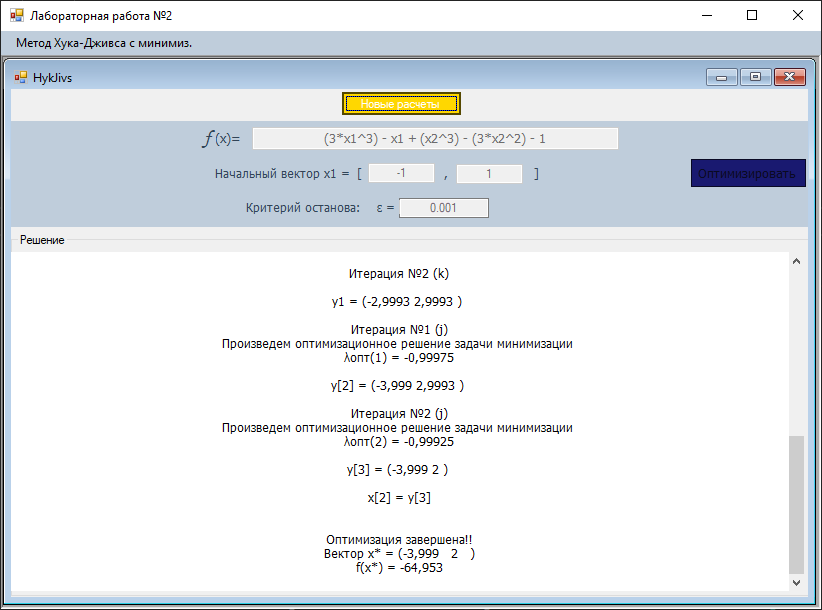 Лабораторная работа №2
Метод Хука-Дживса с минимиз.
HykJivs
Новые расчеты
f(x)= (3*x1^3) - x1 + (x2^3) - (3*x2^2) - 1
Начальный вектор x1 = [ -1 , 1 ]
Оптимизировать
Критерий останова: ε = 0.001
Решение
Итерация №2 (k)
y1 = (-2,9993 2,9993 )
Итерация №1 (j)
Произведем оптимизационное решение задачи минимизации
λопт(1) = -0,99975
y[2] = (-3,999 2,9993 )
Итерация №2 (j)
Произведем оптимизационное решение задачи минимизации
λопт(2) = -0,99925
y[3] = (-3,999 2 )
x[2] = y[3]
Оптимизация завершена!!
Вектор x* = (-3,999 2 )
f(x*) = -64,953